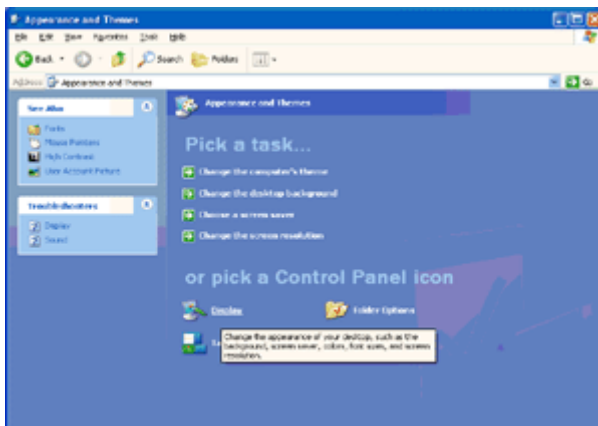 Appearance and Themes
File Edit View Favorites Tools Help
Back Search Folders
Address Appearance and Themes Go
See Also
Fonts
Mouse Pointers
High Contrast
User Account Picture
Troubleshooters
Display
Sound
Appearance and Themes
Pick a task...
Change the computer's theme
Change the desktop background
Choose a screen saver
Change the screen resolution
or pick a Control Panel icon
Display Folder Options
Change the appearance of your desktop, such as the
background, screen saver, colors, font sizes, and screen
resolution.